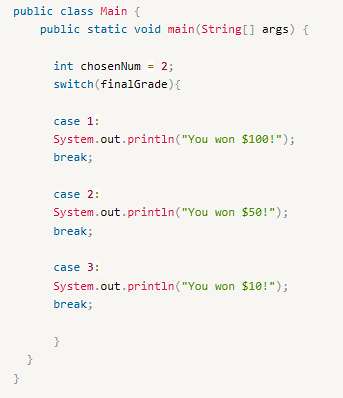 public class Main {
public static void main(String[] args) {
int chosenNum = 2;
switch(finalGrade){
case 1:
System.out.println("You won $100!");
break;
case 2:
System.out.println("You won $50!");
break;
case 3:
System.out.println("You won $10!");
break;
}
}
}